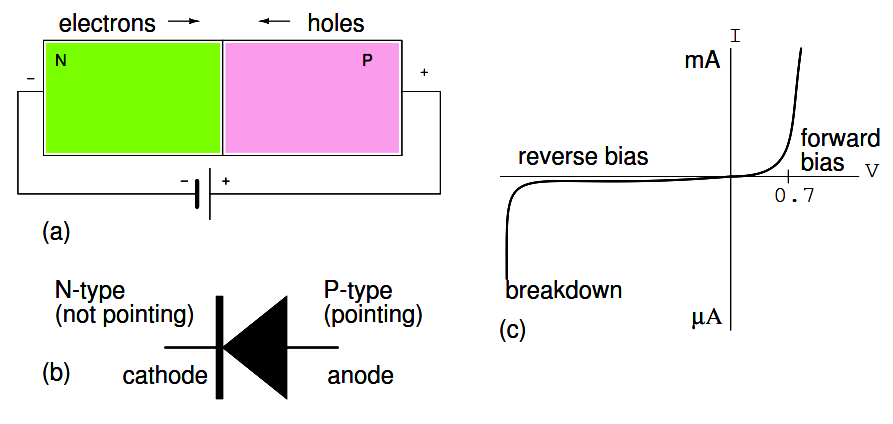 electrons → ← holes
N P
- +
- +
(a)
N-type P-type
(not pointing) (pointing)
(b) cathode anode
I
mA
forward
reverse bias bias
V
0.7
breakdown
µA
(c)